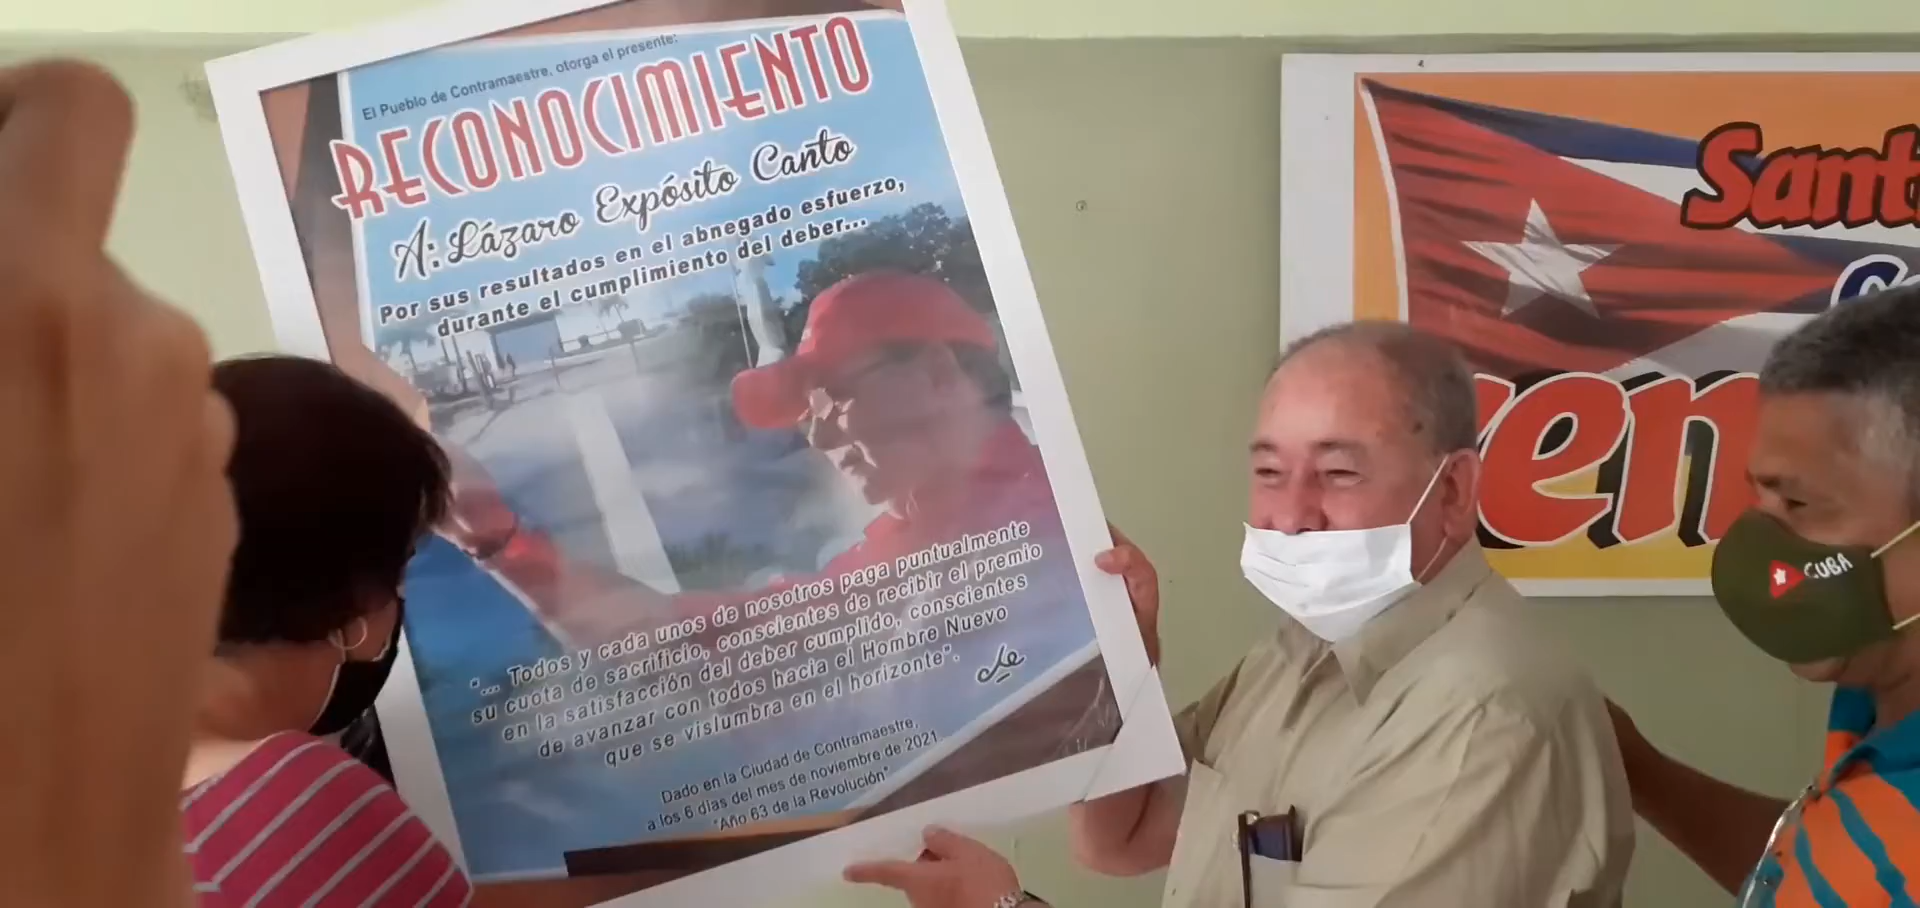 El Pueblo de Contramaestre, otorga el presente:
RECONOCIMIENTO
A: Lázaro Expósito Canto
Por sus resultados en el abnegado esfuerzo,
durante el cumplimiento del deber...
"... Todos y cada unos de nosotros paga puntualmente
su cuota de sacrificio, conscientes de recibir el premio
en la satisfacción del deber cumplido, conscientes
de avanzar con todos hacia el Hombre Nuevo
que se vislumbra en el horizonte".
Che
Dado en la Ciudad de Contramaestre,
a los 6 días del mes de noviembre de 2021.
"Año 63 de la Revolución"
Sant
en
CUBA